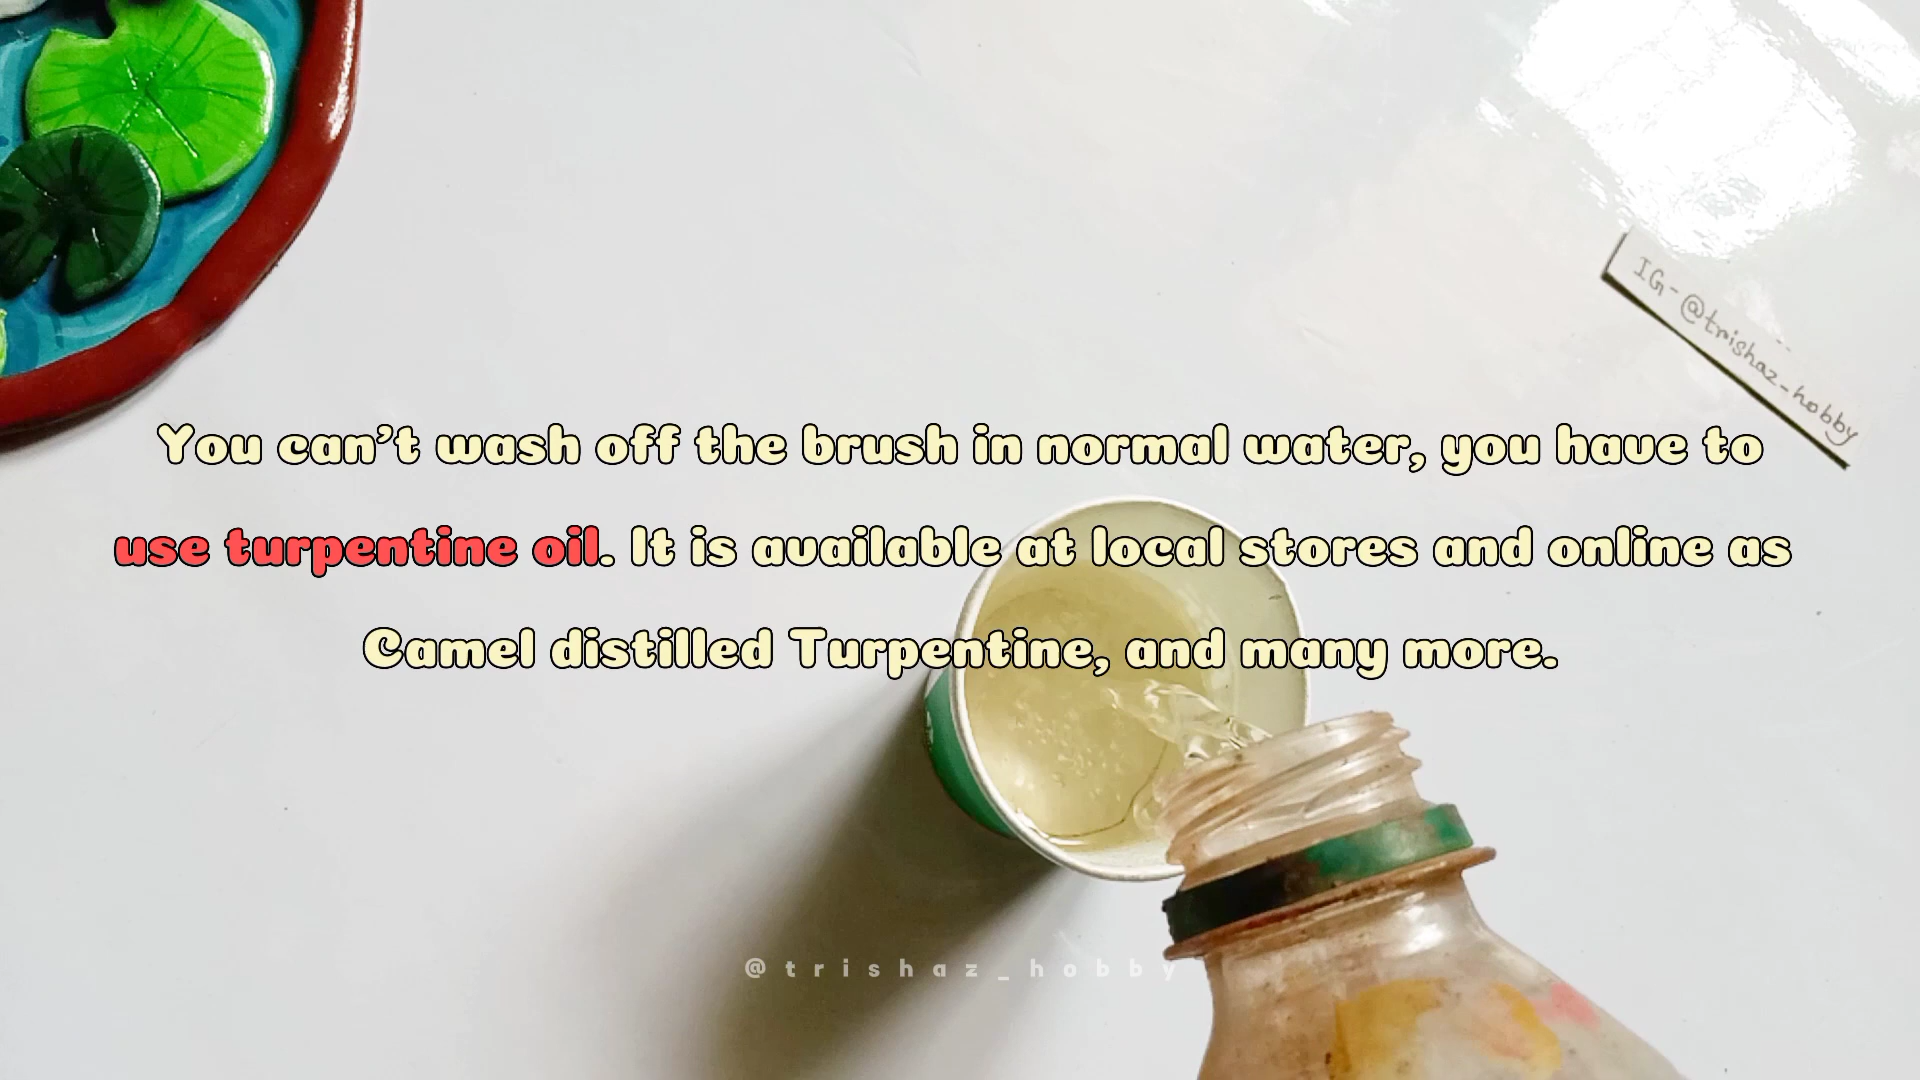 IG-@trishaz_hobby
You can’t wash off the brush in normal water, you have to
use turpentine oil. It is available at local stores and online as
Camel distilled Turpentine, and many more.
@trishaz_hobby